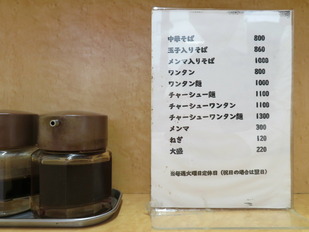 中華そば 800
玉子入りそば 860
メンマ入りそば 1000
ワンタン 800
ワンタン麺 1000
チャーシュー麺 1100
チャーシューワンタン 1100
チャーシューワンタン麺 1300
メンマ 300
ねぎ 120
大盛 220
※毎週火曜日定休日(祝日の場合は翌日)